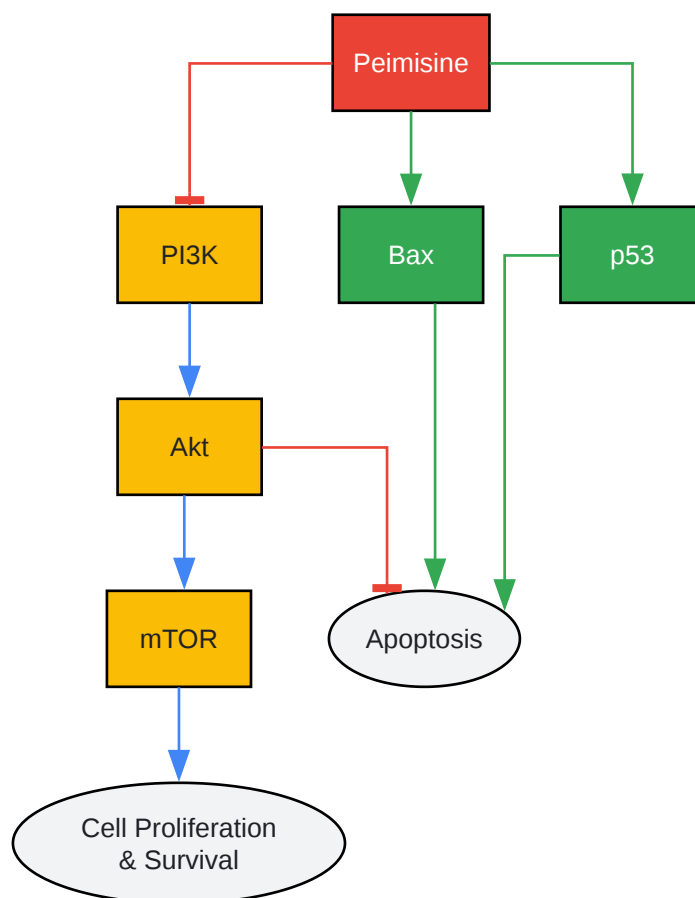 Peimisine
PI3K
Bax
p53
Akt
mTOR
Apoptosis
Cell Proliferation
& Survival